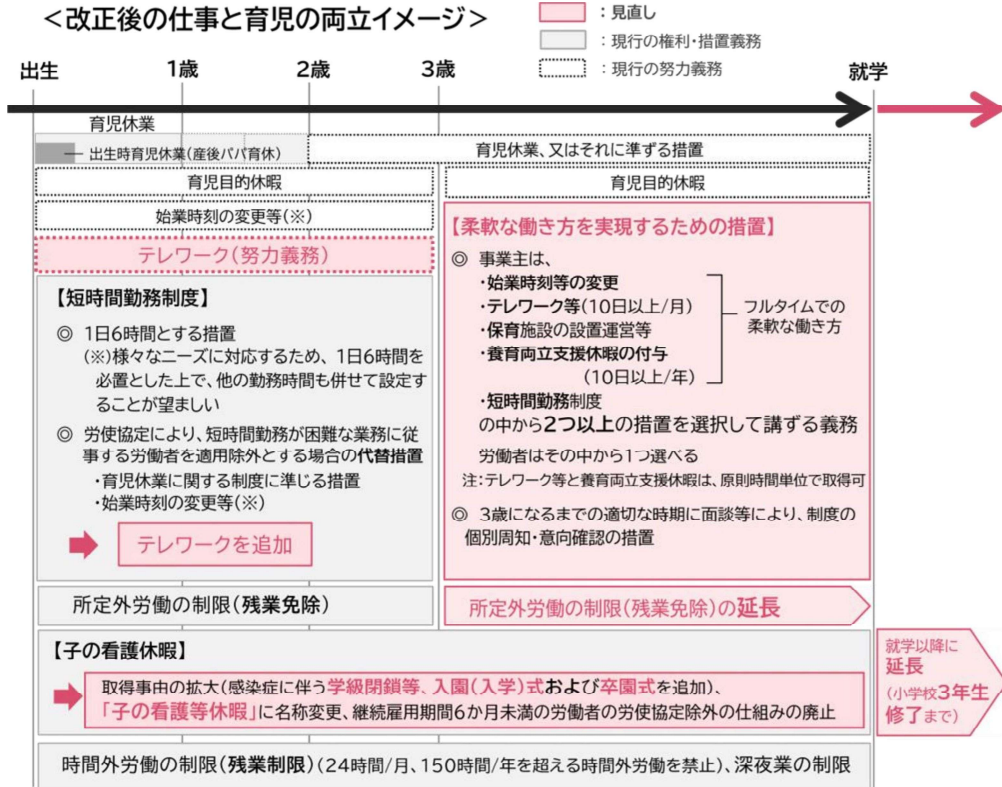 ＜改正後の仕事と育児の両立イメージ＞
：見直し
：現行の権利・措置義務
：現行の努力義務
出生
1歳
2歳
3歳
就学
育児休業
出生時育児休業(産後パパ育休)
育児休業、又はそれに準ずる措置
育児目的休暇
育児目的休暇
始業時刻の変更等(※)
テレワーク(努力義務)
【短時間勤務制度】
◎ 1日6時間とする措置
(※)様々なニーズに対応するため、1日6時間を
必置とした上で、他の勤務時間も併せて設定す
ることが望ましい
◎ 労使協定により、短時間勤務が困難な業務に従
事する労働者を適用除外とする場合の代替措置
・育児休業に関する制度に準じる措置
・始業時刻の変更等(※)
テレワークを追加
【柔軟な働き方を実現するための措置】
◎ 事業主は、
・始業時刻等の変更
・テレワーク等(10日以上/月)
・保育施設の設置運営等
・養育両立支援休暇の付与
(10日以上/年)
フルタイムでの
柔軟な働き方
・短時間勤務制度
の中から2つ以上の措置を選択して講ずる義務
労働者はその中から1つ選べる
注：テレワーク等と養育両立支援休暇は、原則時間単位で取得可
◎ 3歳になるまでの適切な時期に面談等により、制度の
個別周知・意向確認の措置
所定外労働の制限(残業免除)
所定外労働の制限(残業免除)の延長
【子の看護休暇】
取得事由の拡大(感染症に伴う学級閉鎖等、入園(入学)式および卒園式を追加)、
「子の看護等休暇」に名称変更、継続雇用期間6か月未満の労働者の労使協定除外の仕組みの廃止
就学以降に
延長
(小学校3年生
修了まで)
時間外労働の制限(残業制限)(24時間/月、150時間/年を超える時間外労働を禁止)、深夜業の制限